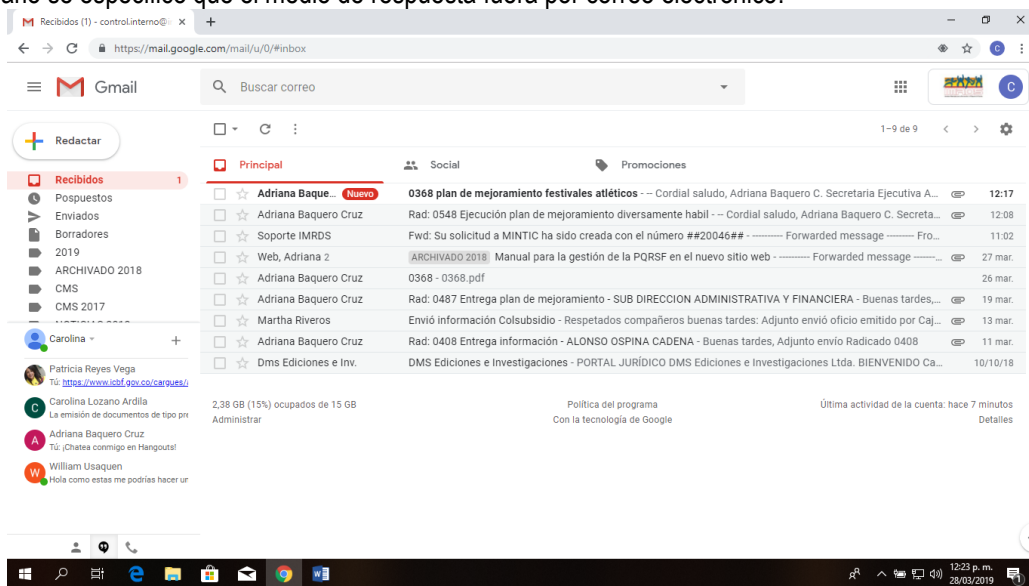 se especificó que el medio de respuesta fuera por correo electrónico.
Recibidos (1) - control.interno@
https://mail.google.com/mail/u/0/#inbox
C
Gmail
Buscar correo
C
Redactar
1–9 de 9
Principal
Social
Promociones
Recibidos 1
Pospuestos
Enviados
Borradores
2019
ARCHIVADO 2018
CMS
CMS 2017
Adriana Baque... Nuevo 0368 plan de mejoramiento festivales atléticos - -- Cordial saludo, Adriana Baquero C. Secretaria Ejecutiva A... 12:17
Adriana Baquero Cruz Rad: 0548 Ejecución plan de mejoramiento diversamente habil - -- Cordial saludo, Adriana Baquero C. Secreta... 12:08
Soporte IMRDS Fwd: Su solicitud a MINTIC ha sido creada con el número ##20046## - ---------- Forwarded message --------- Fro... 11:02
Web, Adriana 2 ARCHIVADO 2018 Manual para la gestión de la PQRSF en el nuevo sitio web - ---------- Forwarded message -------... 27 mar.
Adriana Baquero Cruz 0368 - 0368.pdf 26 mar.
Adriana Baquero Cruz Rad: 0487 Entrega plan de mejoramiento - SUB DIRECCION ADMINISTRATIVA Y FINANCIERA - Buenas tardes,... 19 mar.
Martha Riveros Envió información Colsubsidio - Respetados compañeros buenas tardes: Adjunto envió oficio emitido por Caj... 13 mar.
Adriana Baquero Cruz Rad: 0408 Entrega información - ALONSO OSPINA CADENA - Buenas tardes, Adjunto envío Radicado 0408 11 mar.
Dms Ediciones e Inv. DMS Ediciones e Investigaciones - PORTAL JURÍDICO DMS Ediciones e Investigaciones Ltda. BIENVENIDO Ca... 10/10/18
Carolina
Patricia Reyes Vega
Tú: https://www.icbf.gov.co/cargues/
Carolina Lozano Ardila
La emisión de documentos de tipo pre
Adriana Baquero Cruz
Tú: ¡Chatea conmigo en Hangouts!
William Usaquen
Hola como estas me podrías hacer un
2,38 GB (15%) ocupados de 15 GB
Administrar
Política del programa
Con la tecnología de Google
Última actividad de la cuenta: hace 7 minutos
Detalles
12:23 p. m.
28/03/2019